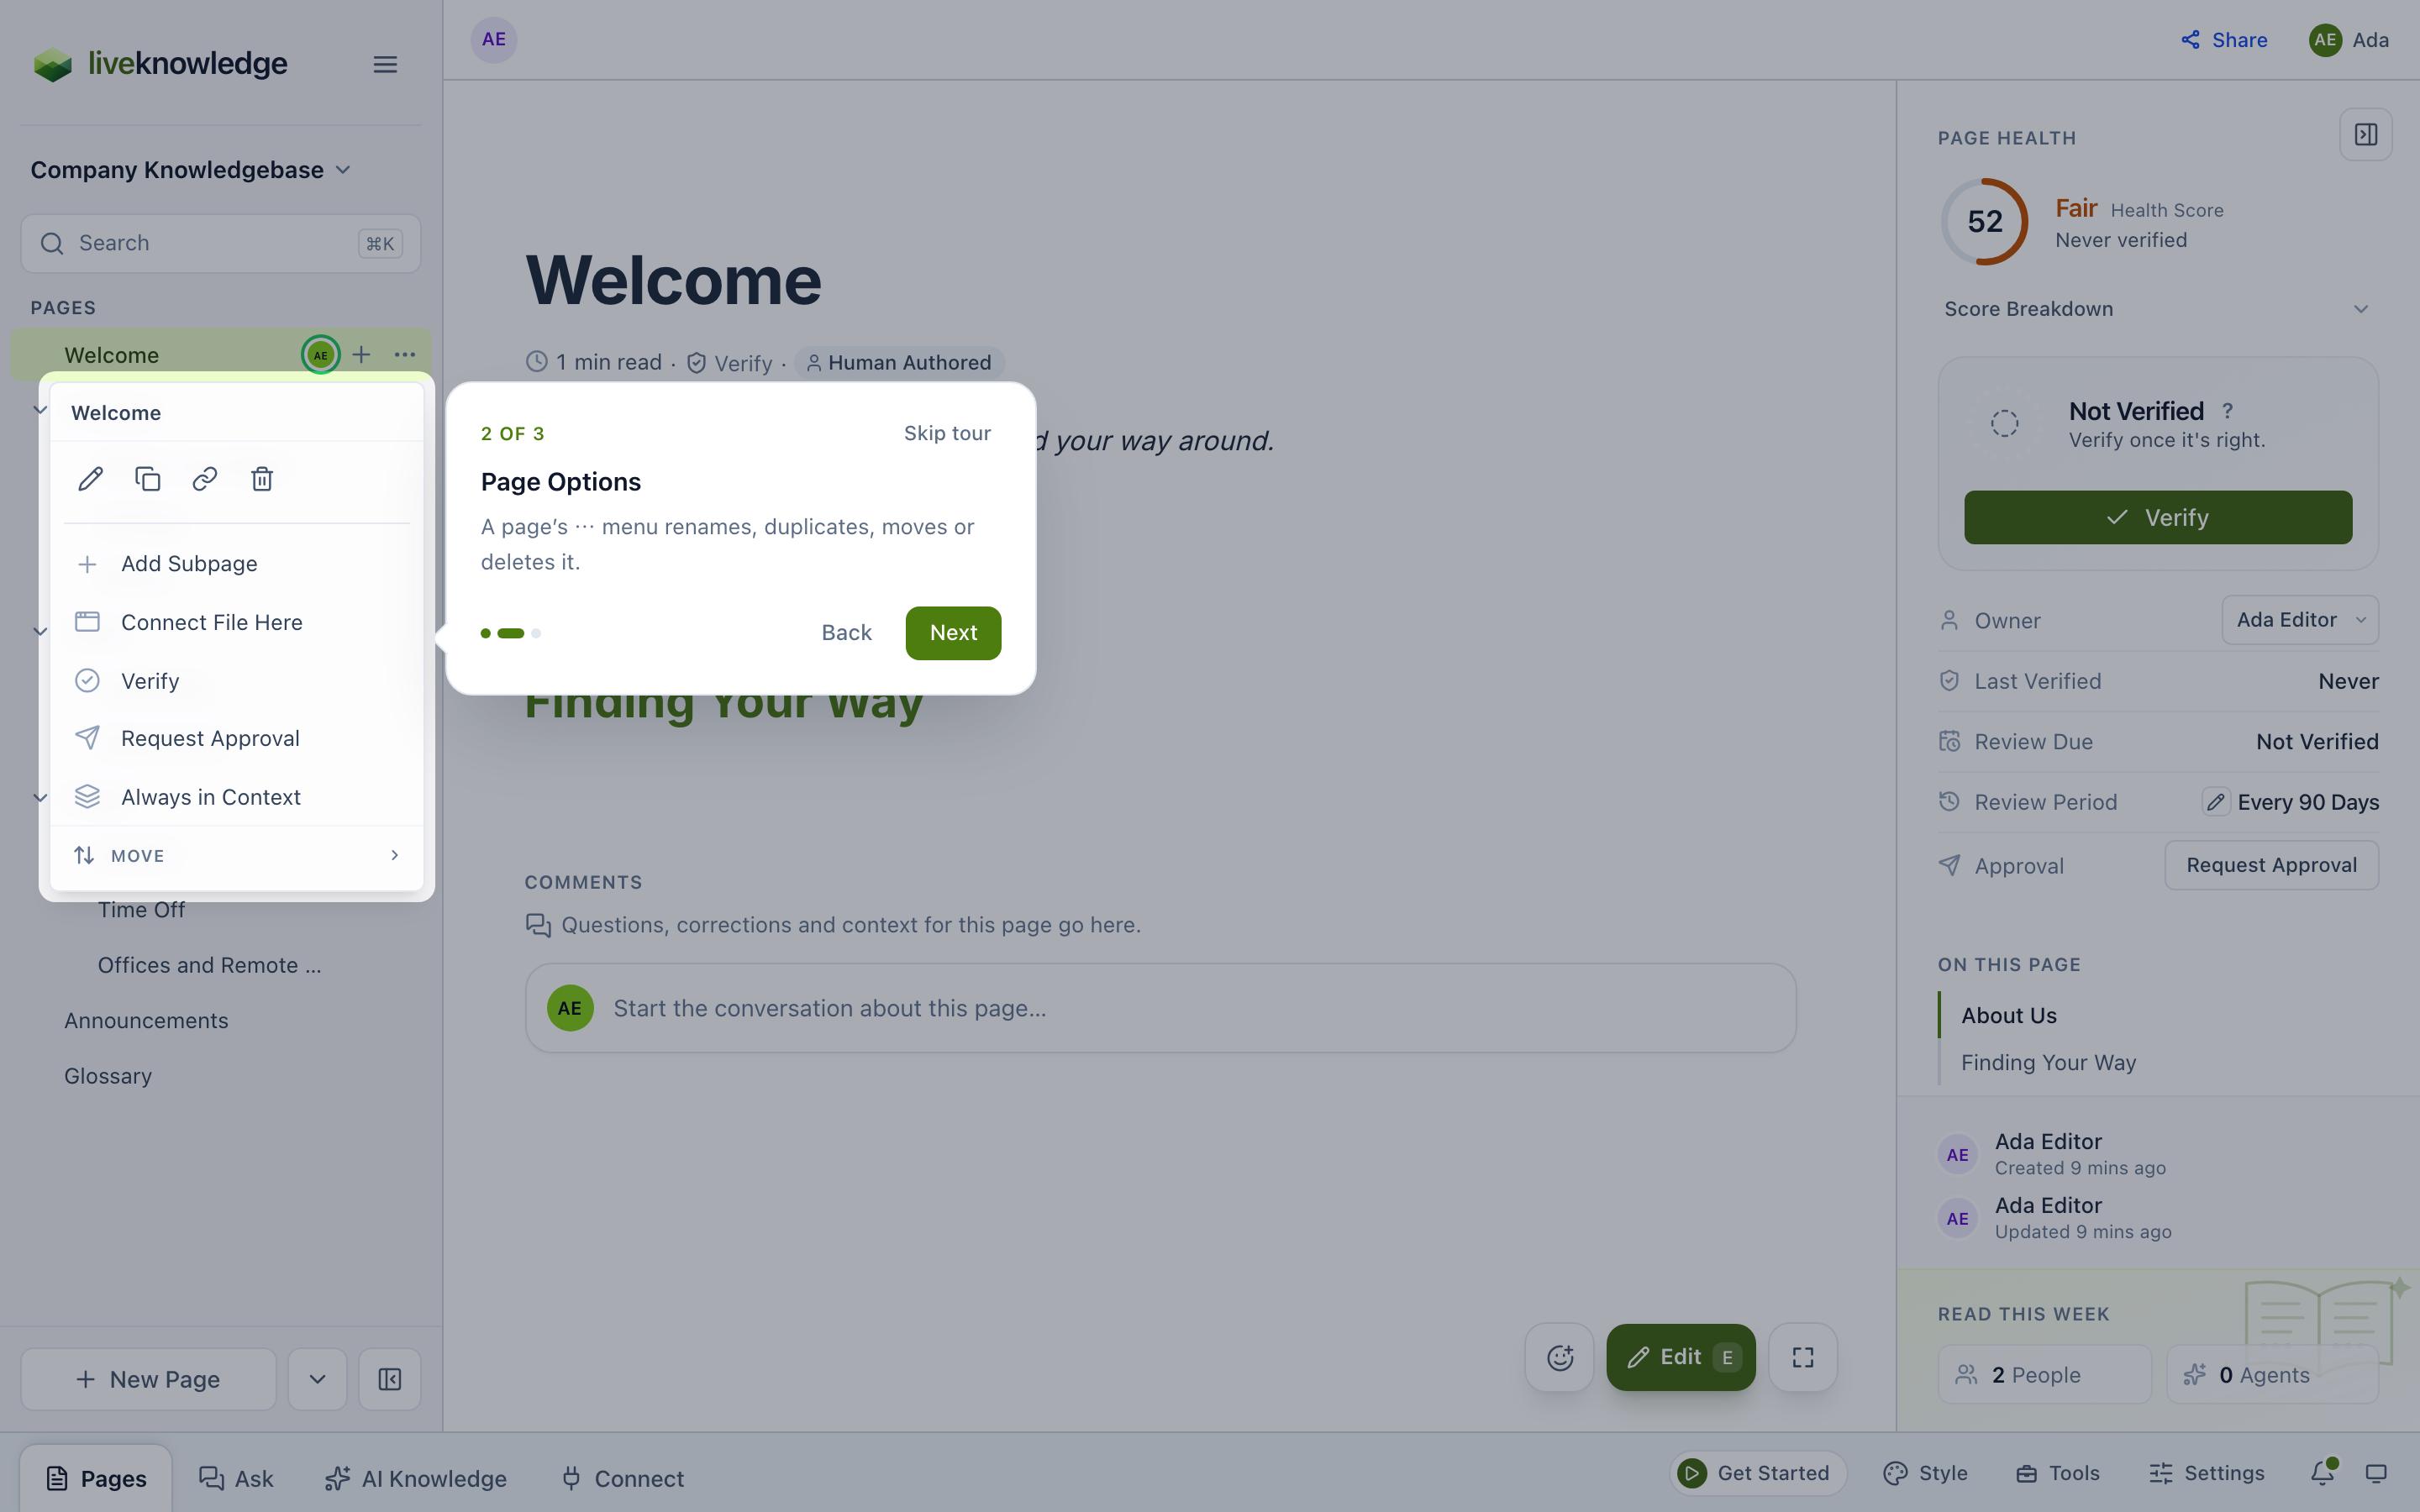 liveknowledge
AE
Share
AE Ada
Company Knowledgebase
Search ⌘K
PAGES
Welcome AE
Welcome
Add Subpage
Connect File Here
Verify
Request Approval
Always in Context
MOVE
Time Off
Offices and Remote ...
Announcements
Glossary
New Page
Welcome
1 min read · Verify · Human Authored
d your way around.
2 OF 3 Skip tour
Page Options
A page’s ··· menu renames, duplicates, moves or
deletes it.
Back Next
Finding Your Way
COMMENTS
Questions, corrections and context for this page go here.
AE Start the conversation about this page...
Edit E
PAGE HEALTH
52
Fair Health Score
Never verified
Score Breakdown
Not Verified ?
Verify once it's right.
Verify
Owner Ada Editor
Last Verified Never
Review Due Not Verified
Review Period Every 90 Days
Approval Request Approval
ON THIS PAGE
About Us
Finding Your Way
AE Ada Editor
Created 9 mins ago
AE Ada Editor
Updated 9 mins ago
READ THIS WEEK
2 People 0 Agents
Pages Ask AI Knowledge Connect
Get Started Style Tools Settings